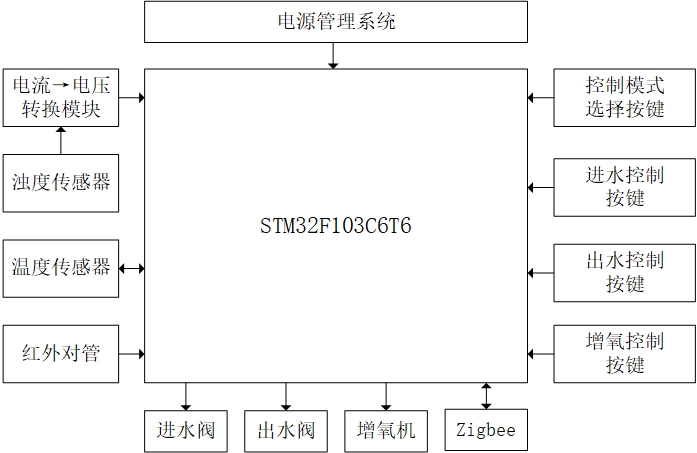 电源管理系统
电流→电压
转换模块
浊度传感器
温度传感器
红外对管
STM32F103C6T6
控制模式
选择按键
进水控制
按键
出水控制
按键
增氧控制
按键
进水阀
出水阀
增氧机
Zigbee